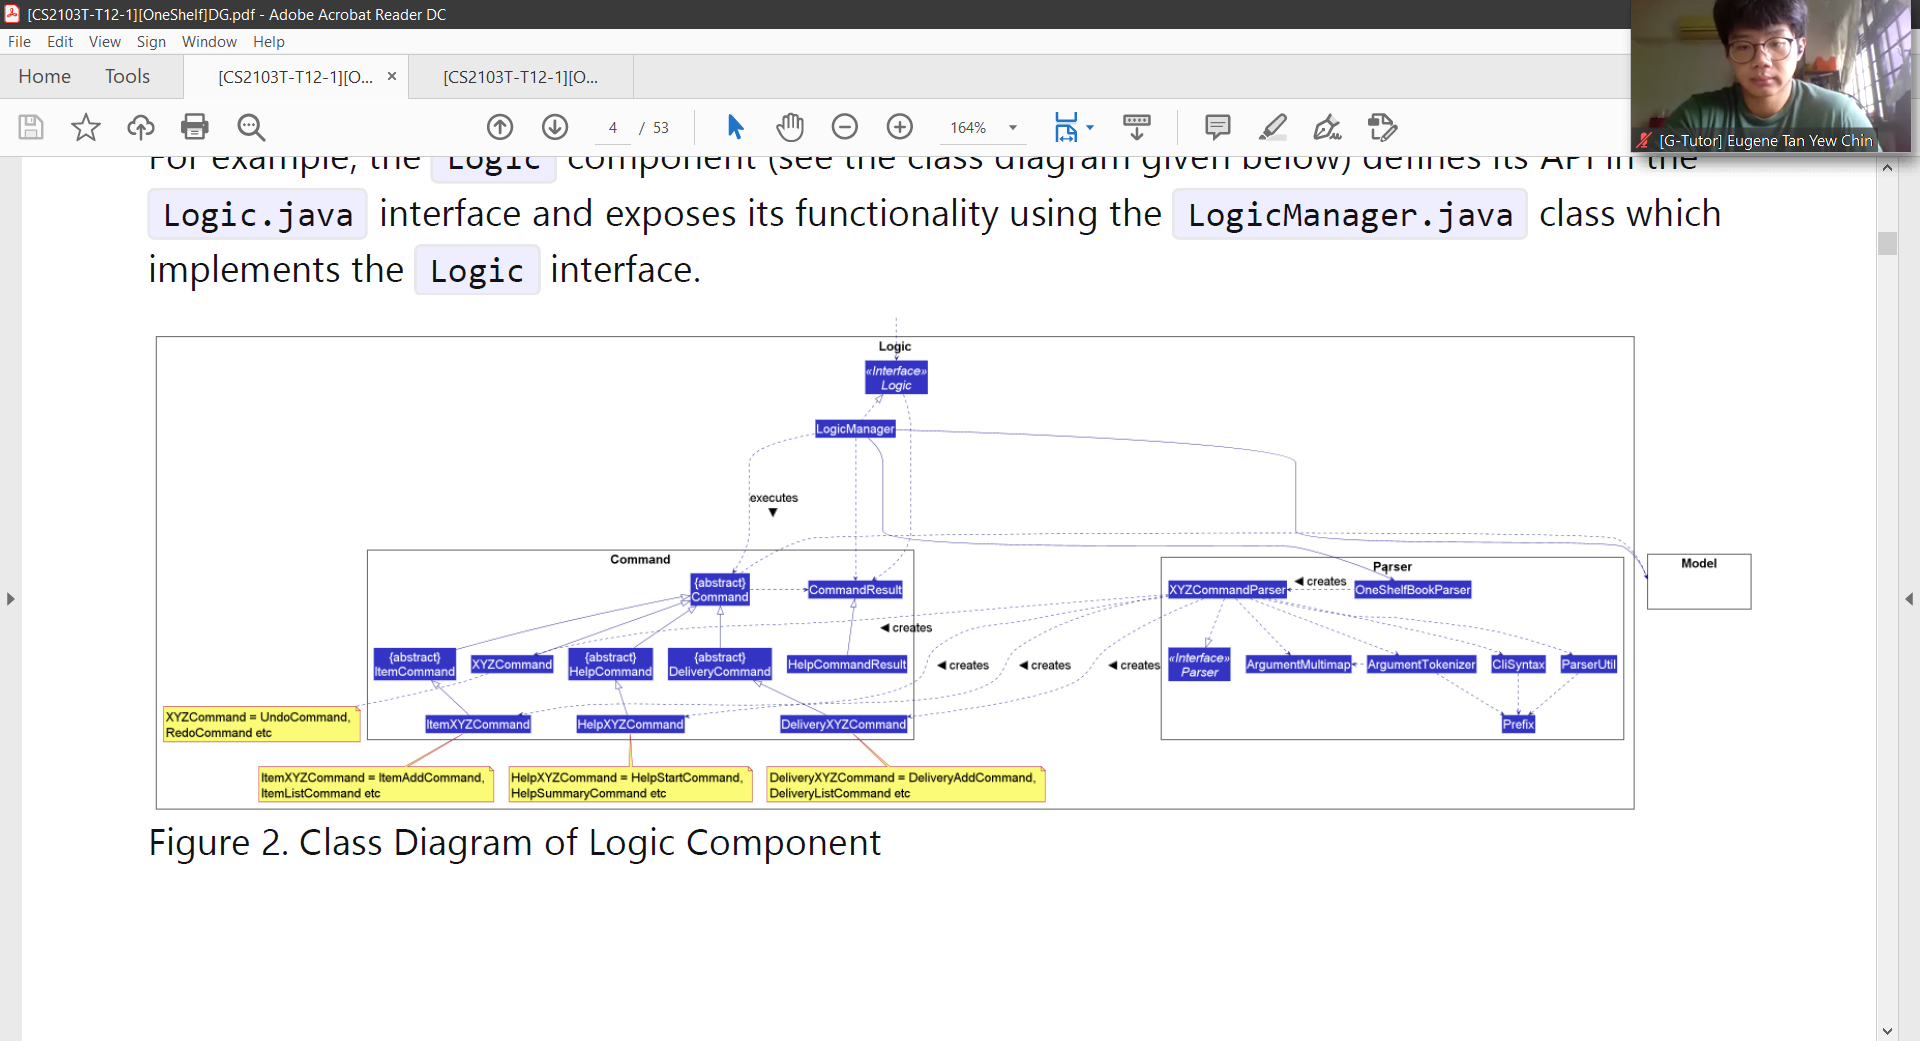 [CS2103T-T12-1][OneShelf]DG.pdf - Adobe Acrobat Reader DC
File Edit View Sign Window Help
Home Tools [CS2103T-T12-1][O... × [CS2103T-T12-1][O...
4 / 53 164%
[G-Tutor] Eugene Tan Yew Chin
For example, the Logic component (see the class diagram given below) defines its API in the
Logic.java interface and exposes its functionality using the LogicManager.java class which
implements the Logic interface.
Logic
«Interface»
Logic
LogicManager
executes
Command
{abstract}
Command
CommandResult
creates
{abstract}
ItemCommand
XYZCommand
{abstract}
HelpCommand
{abstract}
DeliveryCommand
HelpCommandResult
creates
creates
creates
ItemXYZCommand
HelpXYZCommand
DeliveryXYZCommand
Parser
XYZCommandParser
creates
OneShelfBookParser
«Interface»
Parser
ArgumentMultimap
ArgumentTokenizer
CliSyntax
ParserUtil
Prefix
Model
XYZCommand = UndoCommand,
RedoCommand etc
ItemXYZCommand = ItemAddCommand,
ItemListCommand etc
HelpXYZCommand = HelpStartCommand,
HelpSummaryCommand etc
DeliveryXYZCommand = DeliveryAddCommand,
DeliveryListCommand etc
Figure 2. Class Diagram of Logic Component